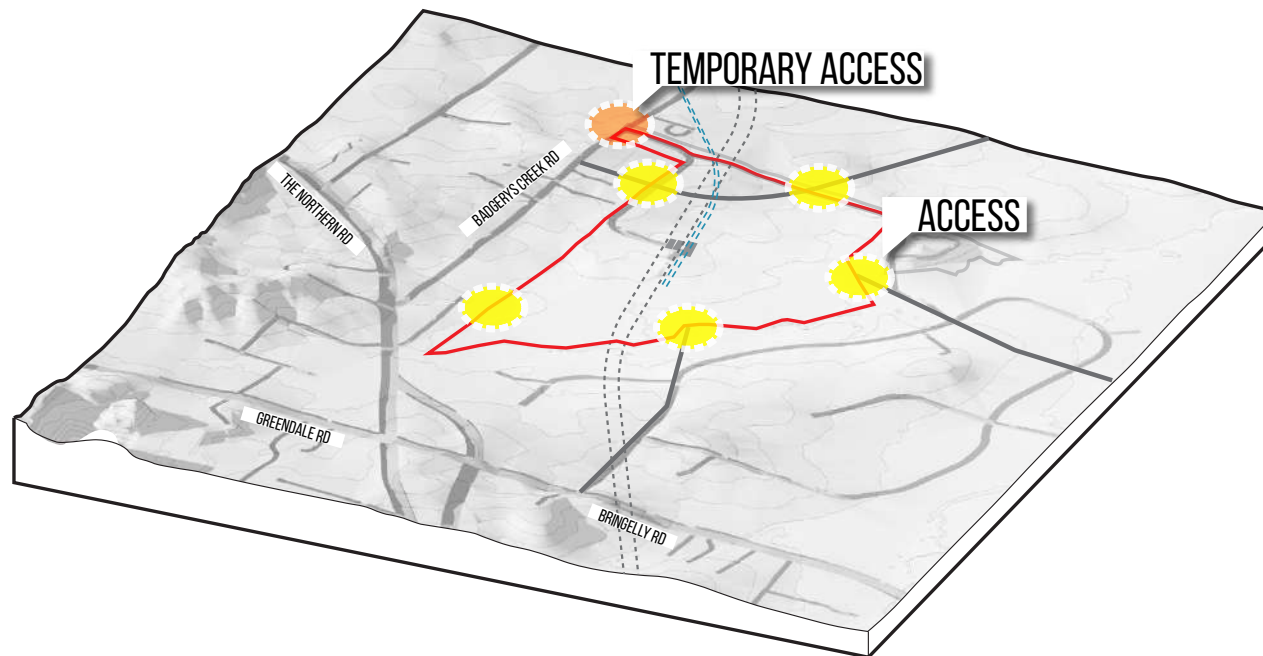 TEMPORARY ACCESS
THE NORTHERN RD
BADGERYS CREEK RD
ACCESS
GREENDALE RD
BRINGELLY RD